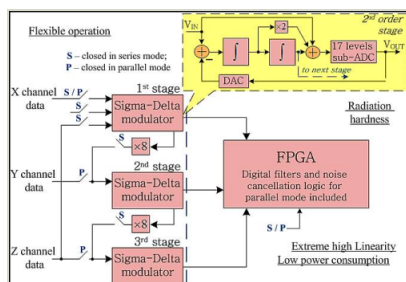 Flexible operation
S – closed in series mode;
P – closed in parallel mode
2nd order
stage
VIN
×2
∫
∫
17 levels
sub-ADC
VOUT
to next stage
DAC
X channel
data
S / P
S
S
1st stage
Sigma-Delta
modulator
Radiation
hardness
S
×8
Y channel
data
P
2nd stage
Sigma-Delta
modulator
FPGA
Digital filters and noise
cancellation logic for
parallel mode included
S / P
S
×8
Z channel
data
P
3rd stage
Sigma-Delta
modulator
Extreme high Linearity
Low power consumption